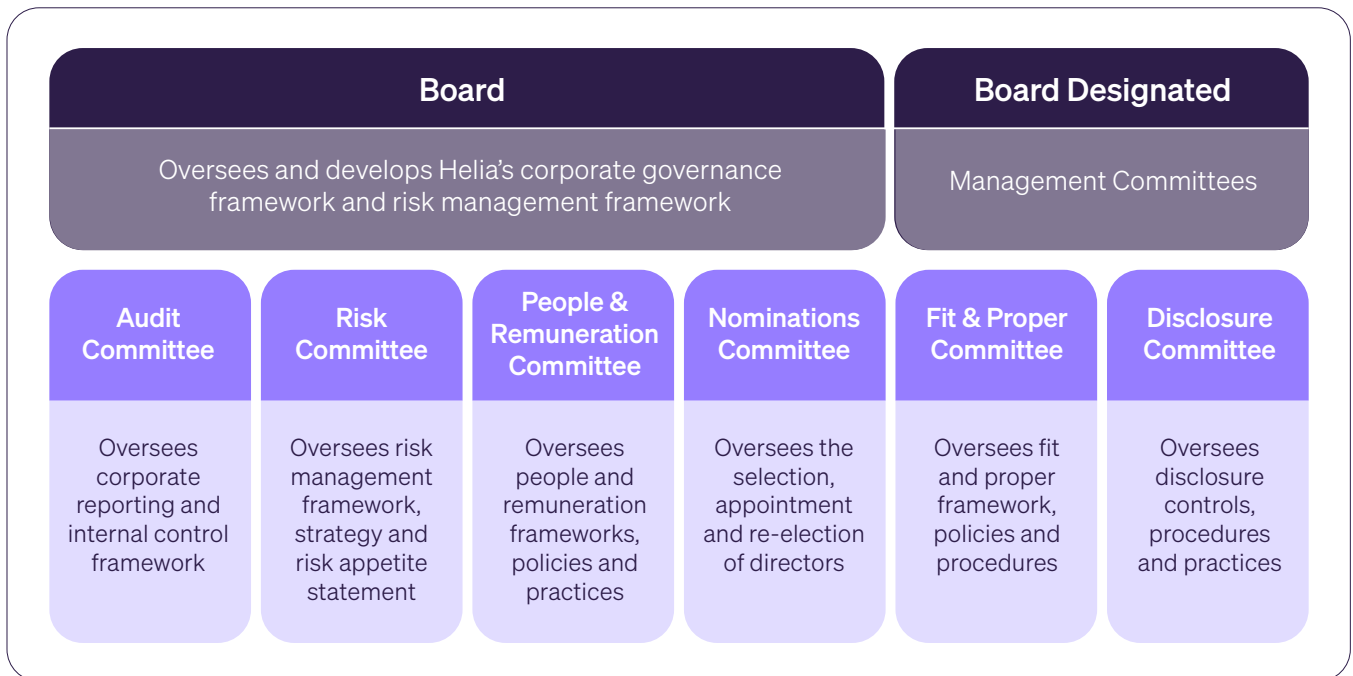 Board
Oversees and develops Helia’s corporate governance
framework and risk management framework
Board Designated
Management Committees
Audit
Committee
Oversees
corporate
reporting and
internal control
framework
Risk
Committee
Oversees risk
management
framework,
strategy and
risk appetite
statement
People &
Remuneration
Committee
Oversees
people and
remuneration
frameworks,
policies and
practices
Nominations
Committee
Oversees the
selection,
appointment
and re-election
of directors
Fit & Proper
Committee
Oversees fit
and proper
framework,
policies and
procedures
Disclosure
Committee
Oversees
disclosure
controls,
procedures
and practices